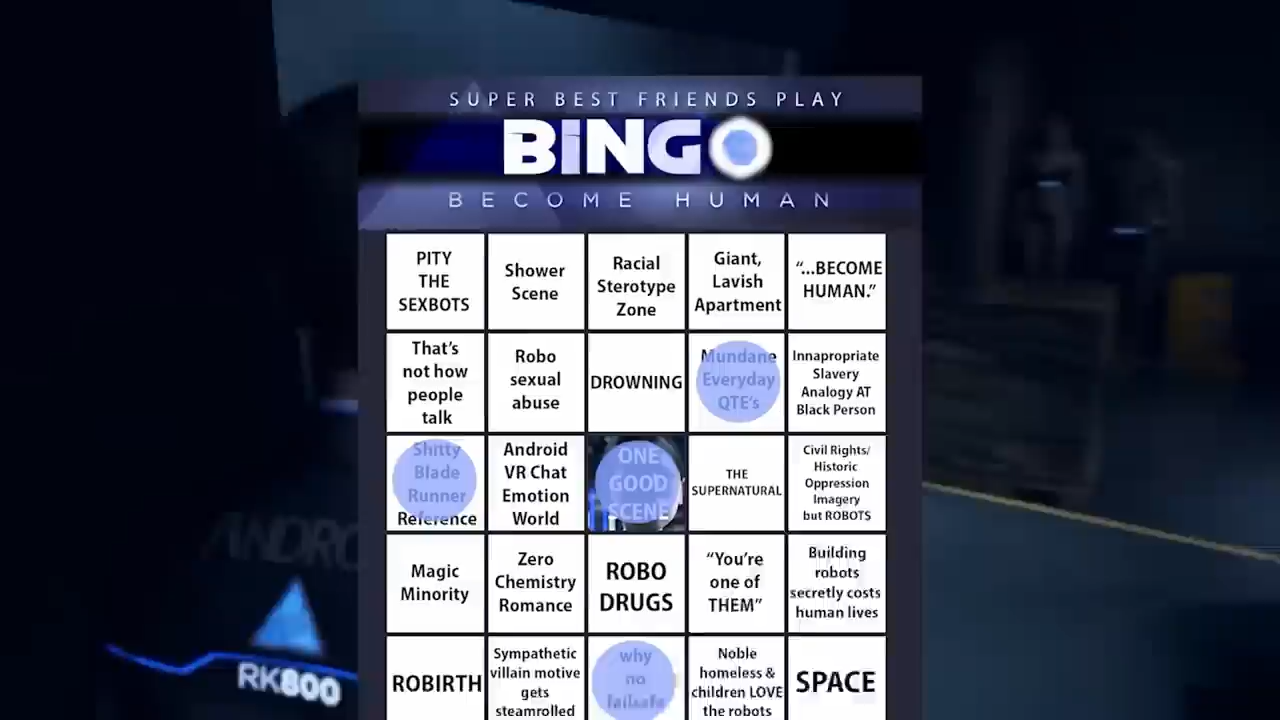 SUPER BEST FRIENDS PLAY
BINGO
BECOME HUMAN
PITY
THE
SEXBOTS
Shower
Scene
Racial
Sterotype
Zone
Giant,
Lavish
Apartment
“...BECOME
HUMAN.”
That’s
not how
people
talk
Robo
sexual
abuse
DROWNING
Mundane
Everyday
QTE’s
Innapropriate
Slavery
Analogy AT
Black Person
Shitty
Blade
Runner
Reference
Android
VR Chat
Emotion
World
ONE
GOOD
SCENE
THE
SUPERNATURAL
Civil Rights/
Historic
Oppression
Imagery
but ROBOTS
Magic
Minority
Zero
Chemistry
Romance
ROBO
DRUGS
“You’re
one of
THEM”
Building
robots
secretly costs
human lives
ROBIRTH
Sympathetic
villain motive
gets
steamrolled
why
no
failsafe
Noble
homeless &
children LOVE
the robots
SPACE
ANDRO
RK800